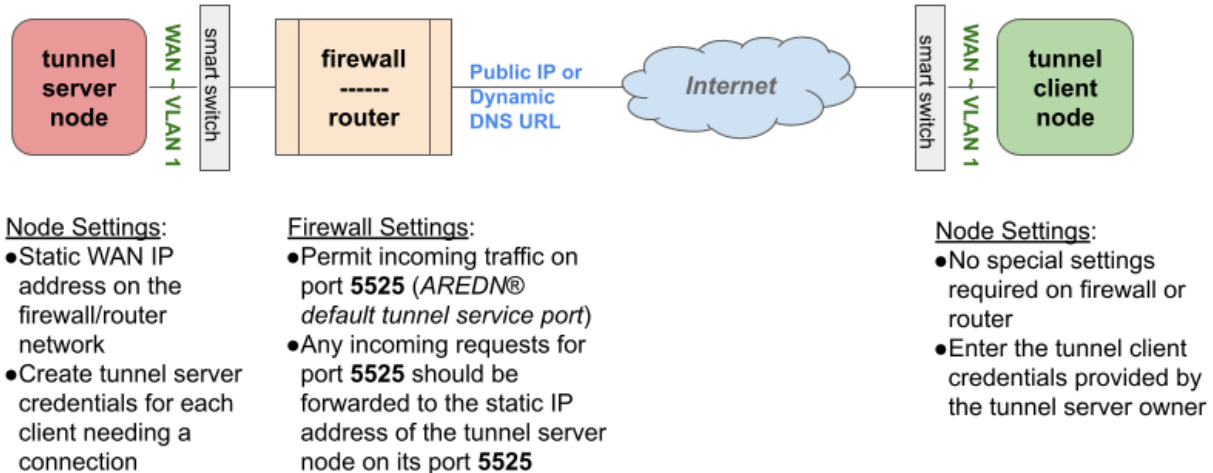 tunnel
server
node
WAN ~ VLAN 1
smart switch
firewall
------
router
Public IP or
Dynamic
DNS URL
Internet
smart switch
WAN ~ VLAN 1
tunnel
client
node
Node Settings:
●Static WAN IP
address on the
firewall/router
network
●Create tunnel server
credentials for each
client needing a
connection
Firewall Settings:
●Permit incoming traffic on
port 5525 (AREDN®
default tunnel service port)
●Any incoming requests for
port 5525 should be
forwarded to the static IP
address of the tunnel server
node on its port 5525
Node Settings:
●No special settings
required on firewall or
router
●Enter the tunnel client
credentials provided by
the tunnel server owner